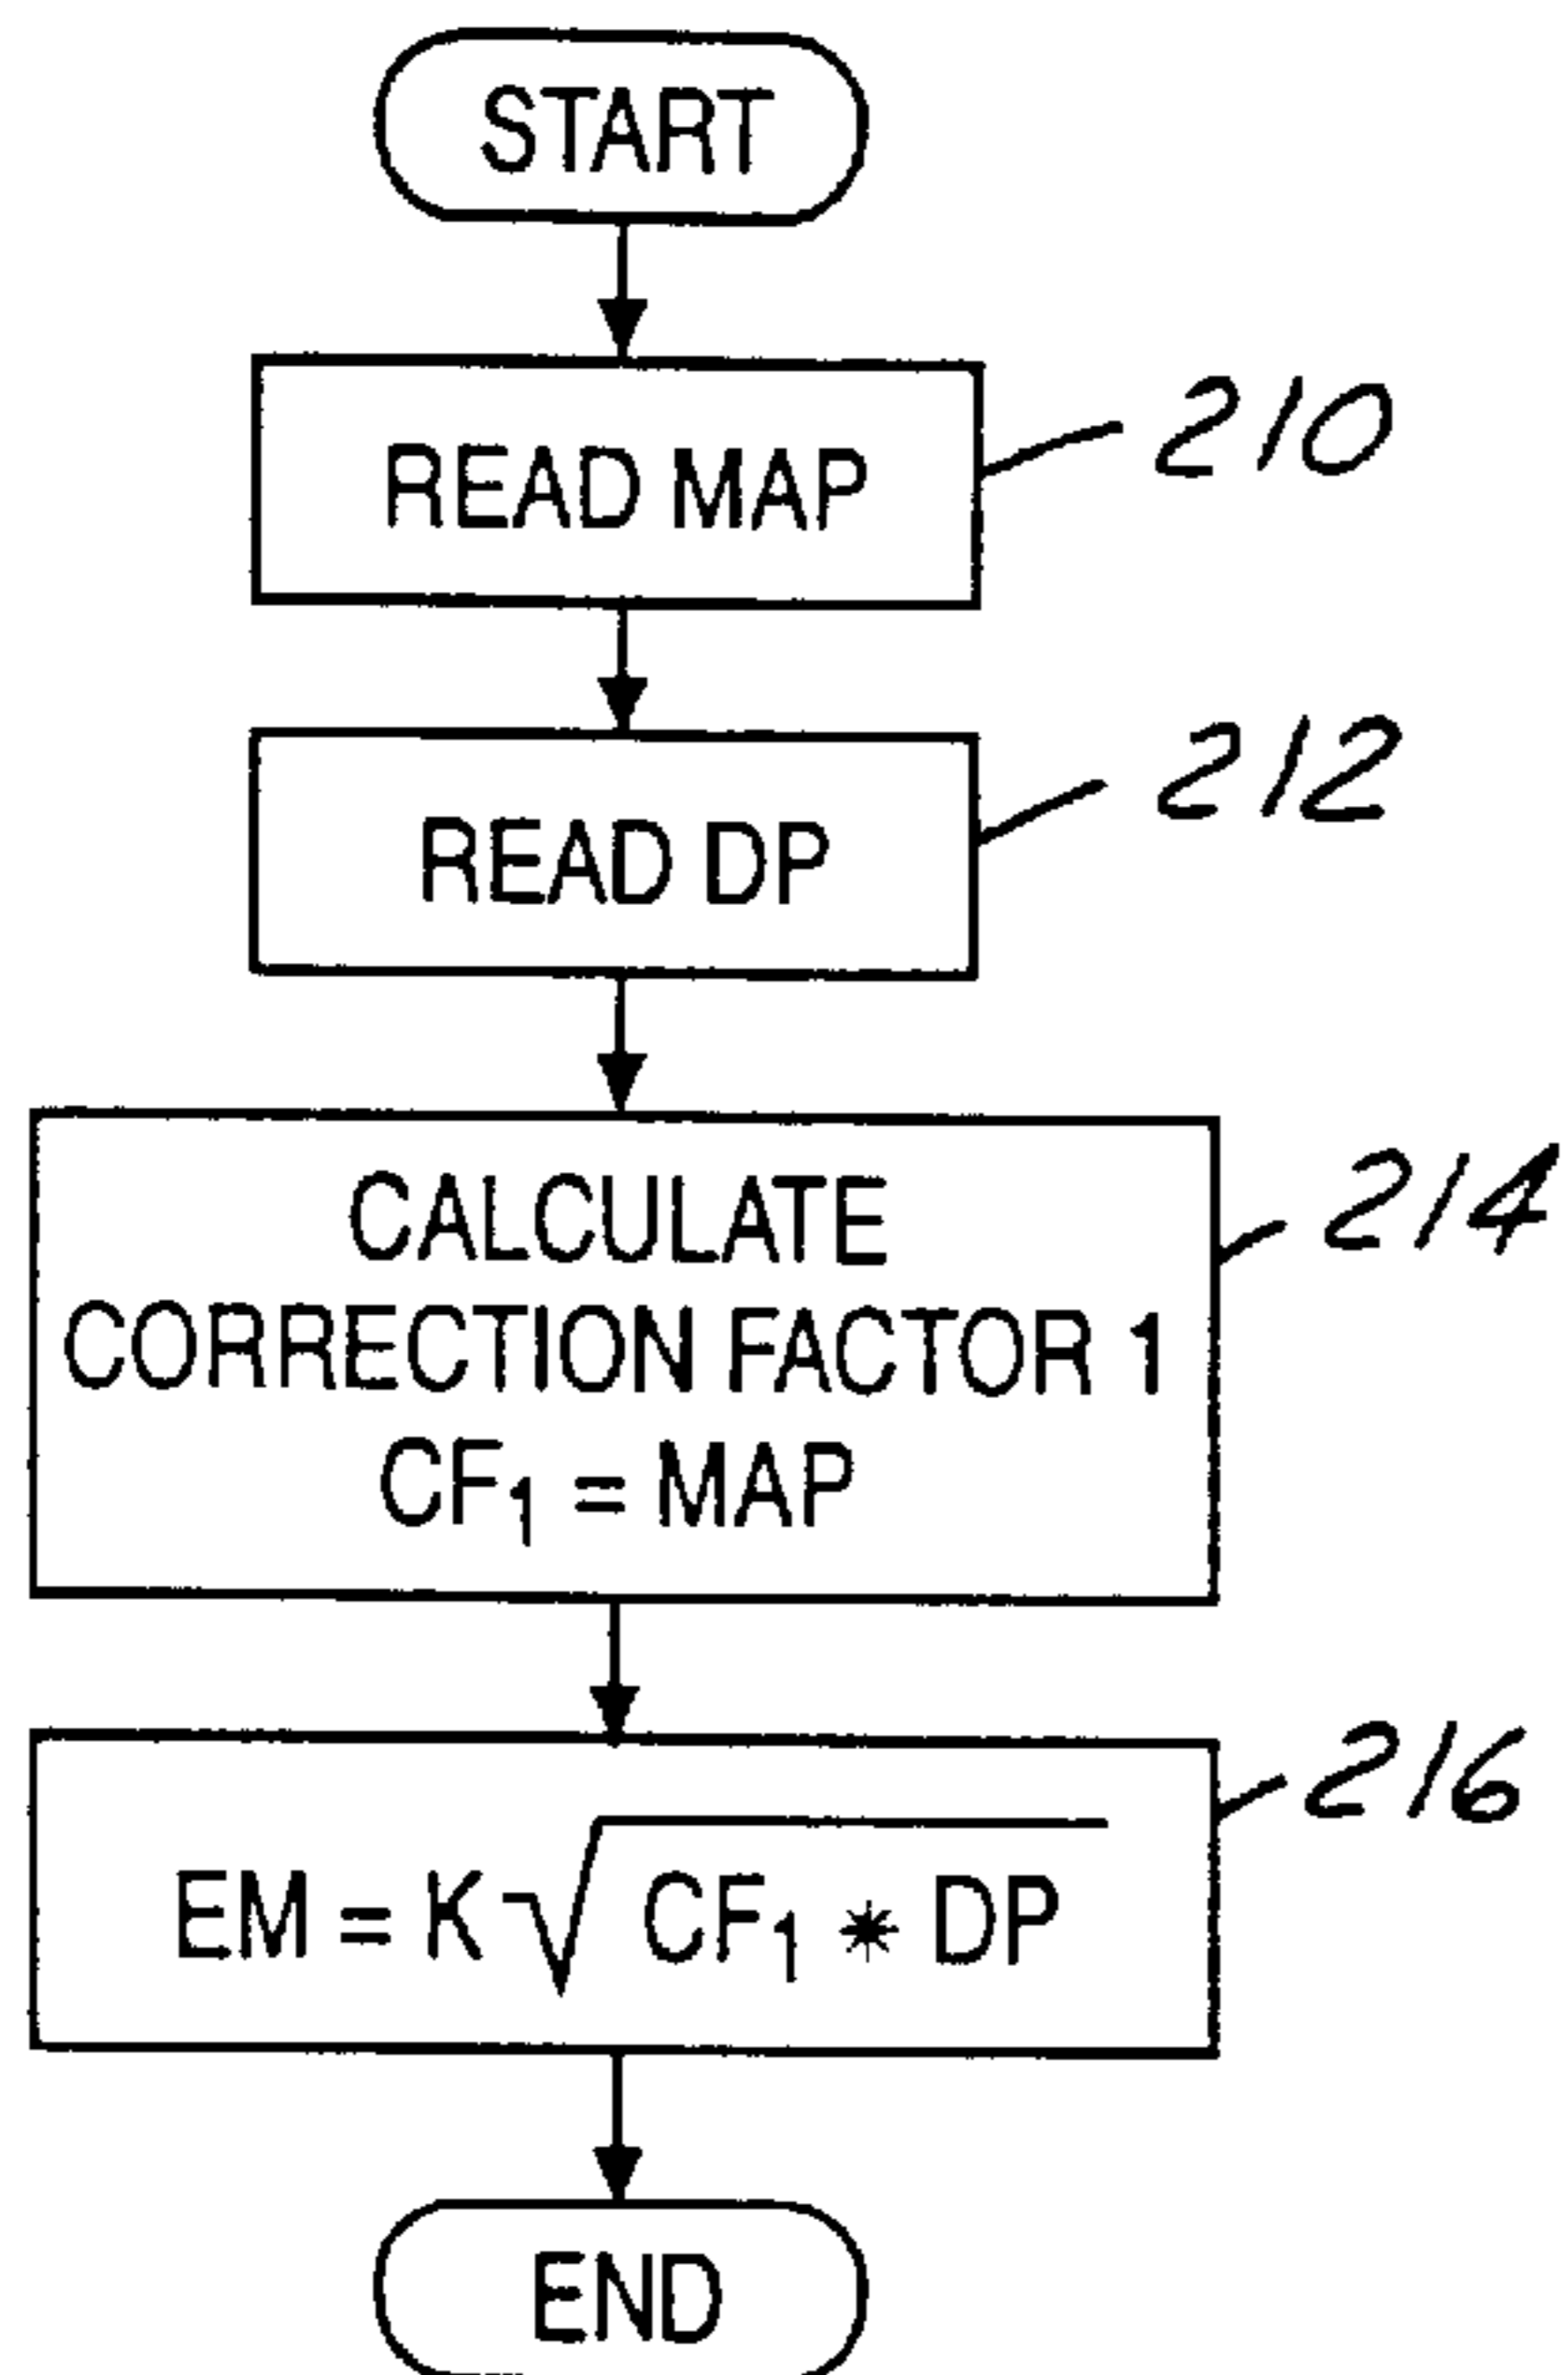 START
READ MAP
210
READ DP
212
CALCULATE
CORRECTION FACTOR 1
CF₁ = MAP
214
EM = K√CF₁ * DP
216
END